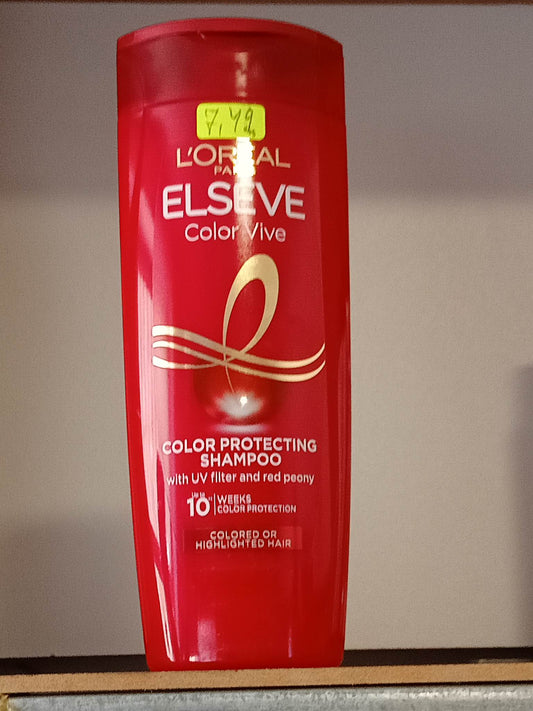 7,49
L'ORÉAL
PARIS
ELSEVE
Color Vive
COLOR PROTECTING
SHAMPOO
with UV filter and red peony
Up to
10 WEEKS
COLOR PROTECTION
COLORED OR
HIGHLIGHTED HAIR